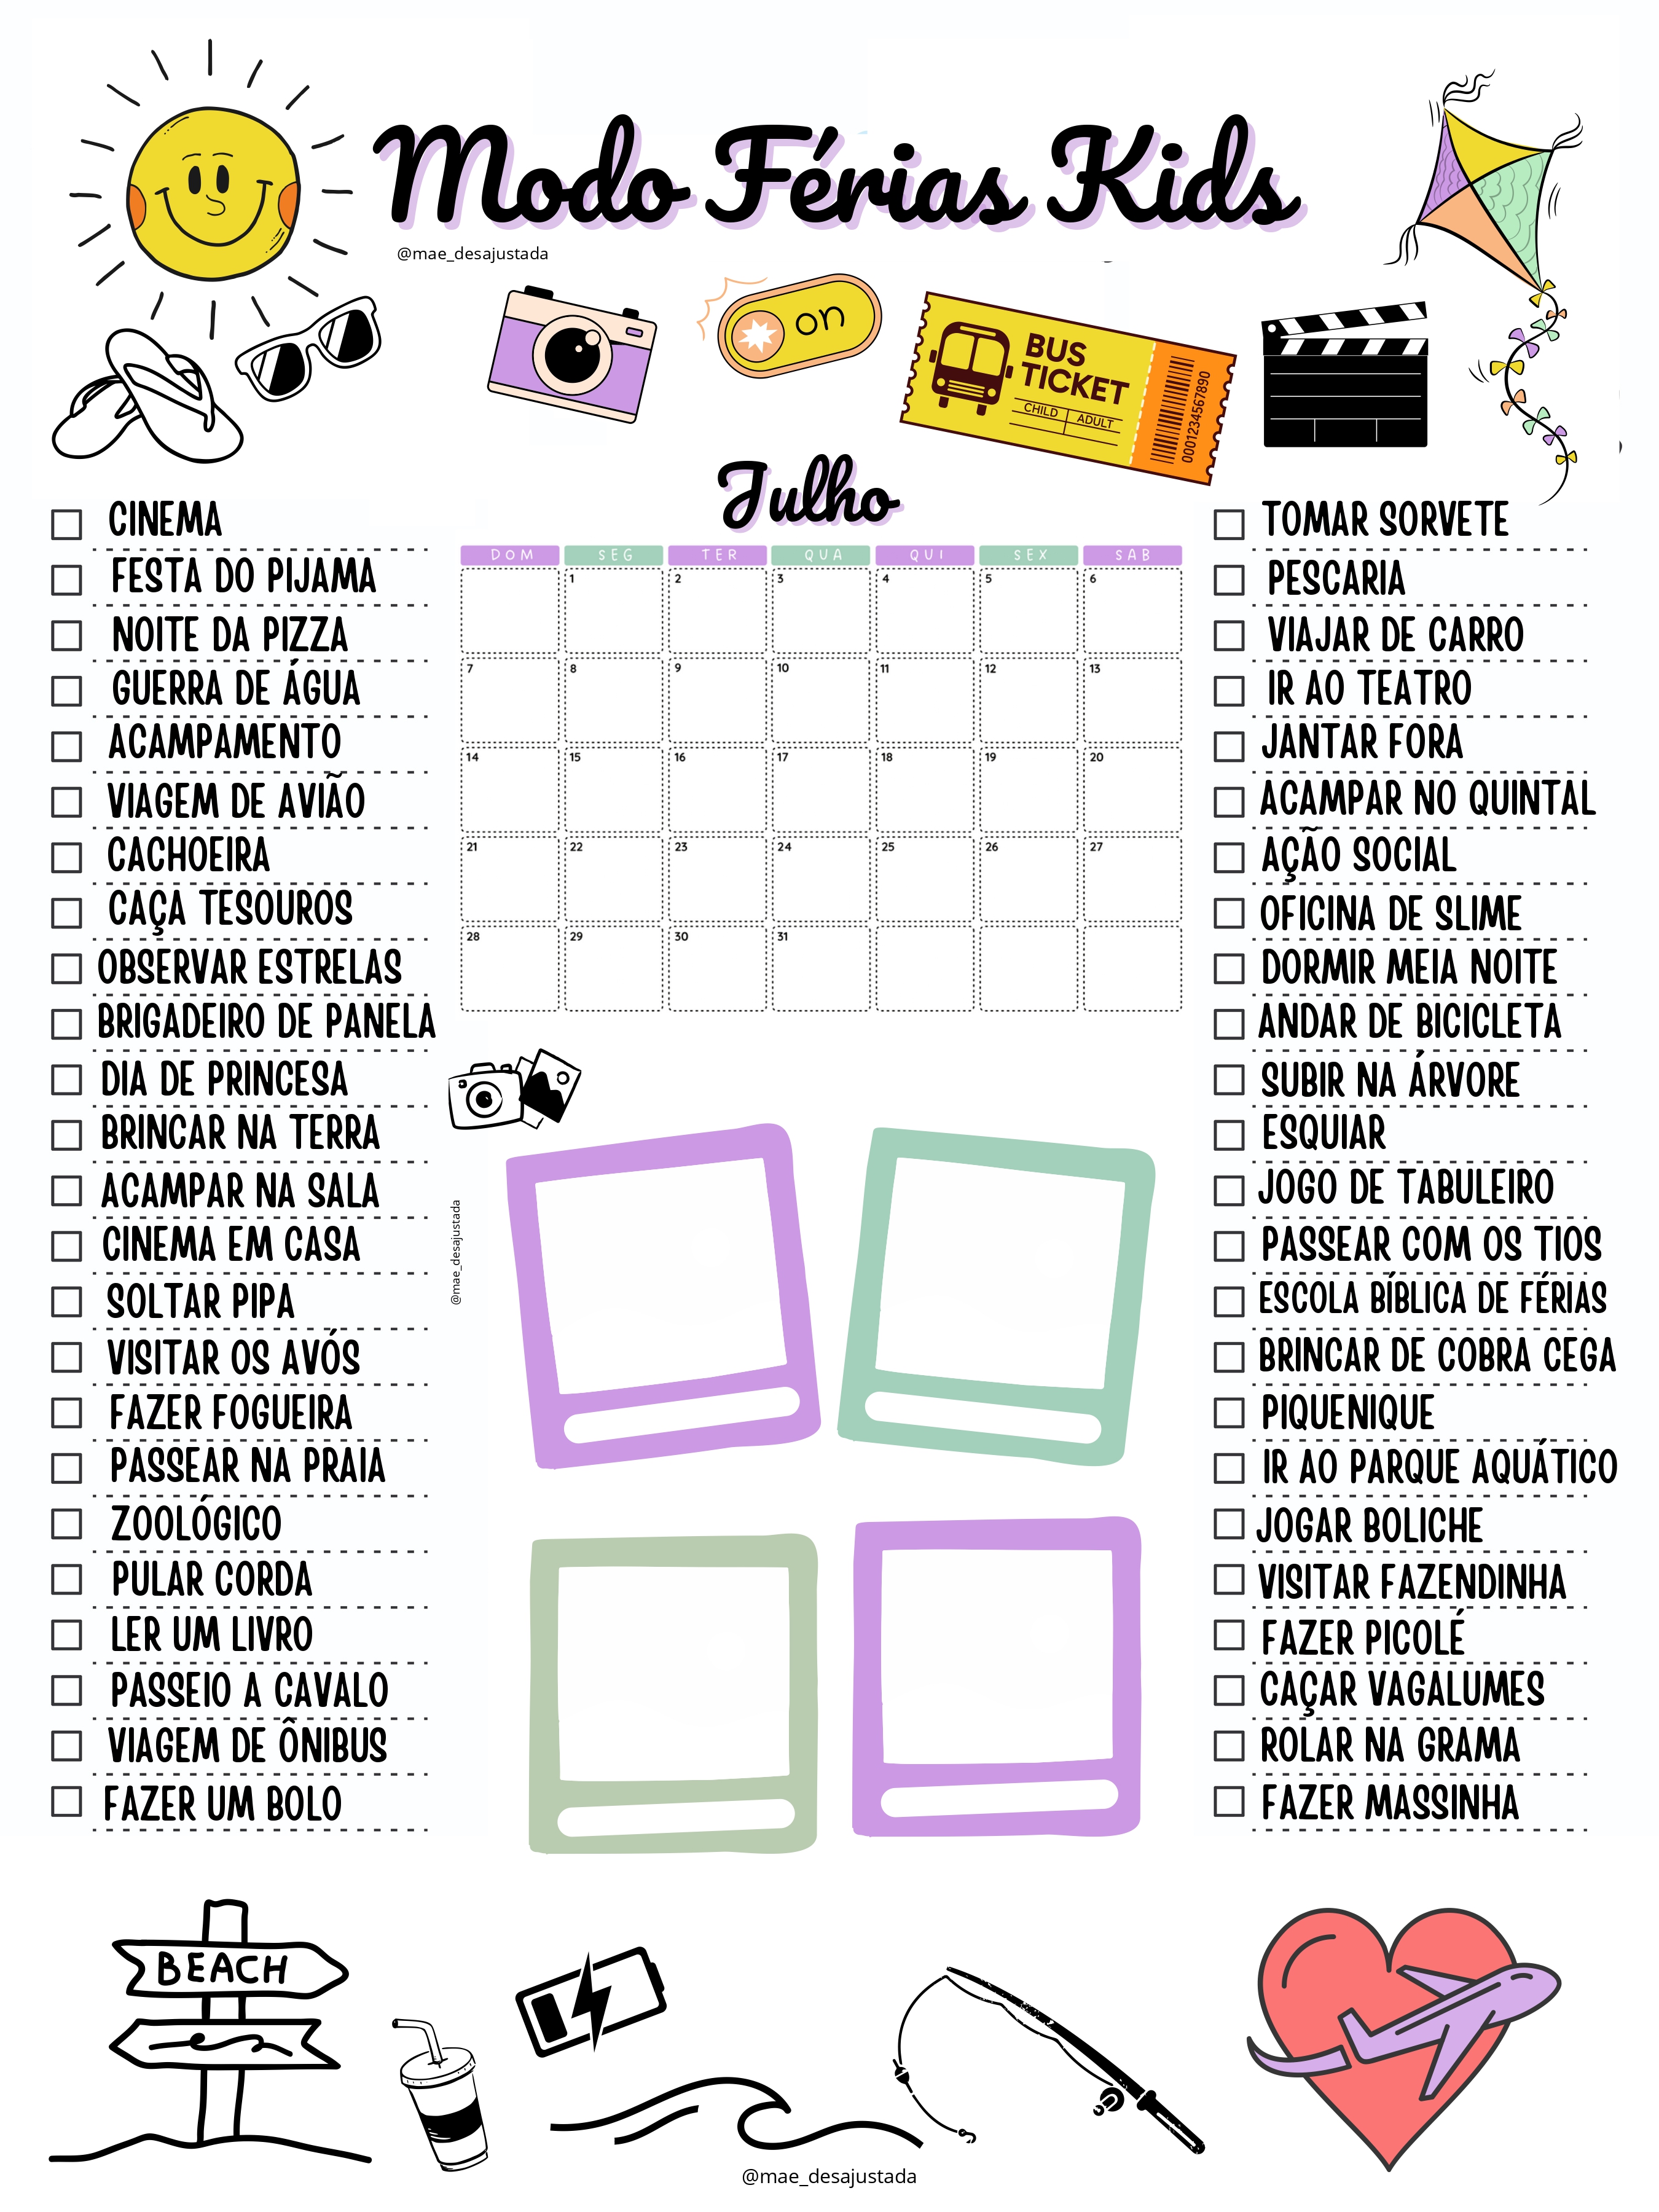 Modo Férias Kids
@mae_desajustada
on
BUS
TICKET
CHILD ADULT
0001234567890
CINEMA
FESTA DO PIJAMA
NOITE DA PIZZA
GUERRA DE ÁGUA
ACAMPAMENTO
VIAGEM DE AVIÃO
CACHOEIRA
CAÇA TESOUROS
OBSERVAR ESTRELAS
BRIGADEIRO DE PANELA
DIA DE PRINCESA
BRINCAR NA TERRA
ACAMPAR NA SALA
CINEMA EM CASA
SOLTAR PIPA
VISITAR OS AVÓS
FAZER FOGUEIRA
PASSEAR NA PRAIA
ZOOLÓGICO
PULAR CORDA
LER UM LIVRO
PASSEIO A CAVALO
VIAGEM DE ÔNIBUS
FAZER UM BOLO
Julho
DOM SEG TER QUA QUI SEX SAB
1 2 3 4 5 6
7 8 9 10 11 12 13
14 15 16 17 18 19 20
21 22 23 24 25 26 27
28 29 30 31
@mae_desajustada
TOMAR SORVETE
PESCARIA
VIAJAR DE CARRO
IR AO TEATRO
JANTAR FORA
ACAMPAR NO QUINTAL
AÇÃO SOCIAL
OFICINA DE SLIME
DORMIR MEIA NOITE
ANDAR DE BICICLETA
SUBIR NA ÁRVORE
ESQUIAR
JOGO DE TABULEIRO
PASSEAR COM OS TIOS
ESCOLA BÍBLICA DE FÉRIAS
BRINCAR DE COBRA CEGA
PIQUENIQUE
IR AO PARQUE AQUÁTICO
JOGAR BOLICHE
VISITAR FAZENDINHA
FAZER PICOLÉ
CAÇAR VAGALUMES
ROLAR NA GRAMA
FAZER MASSINHA
BEACH
@mae_desajustada